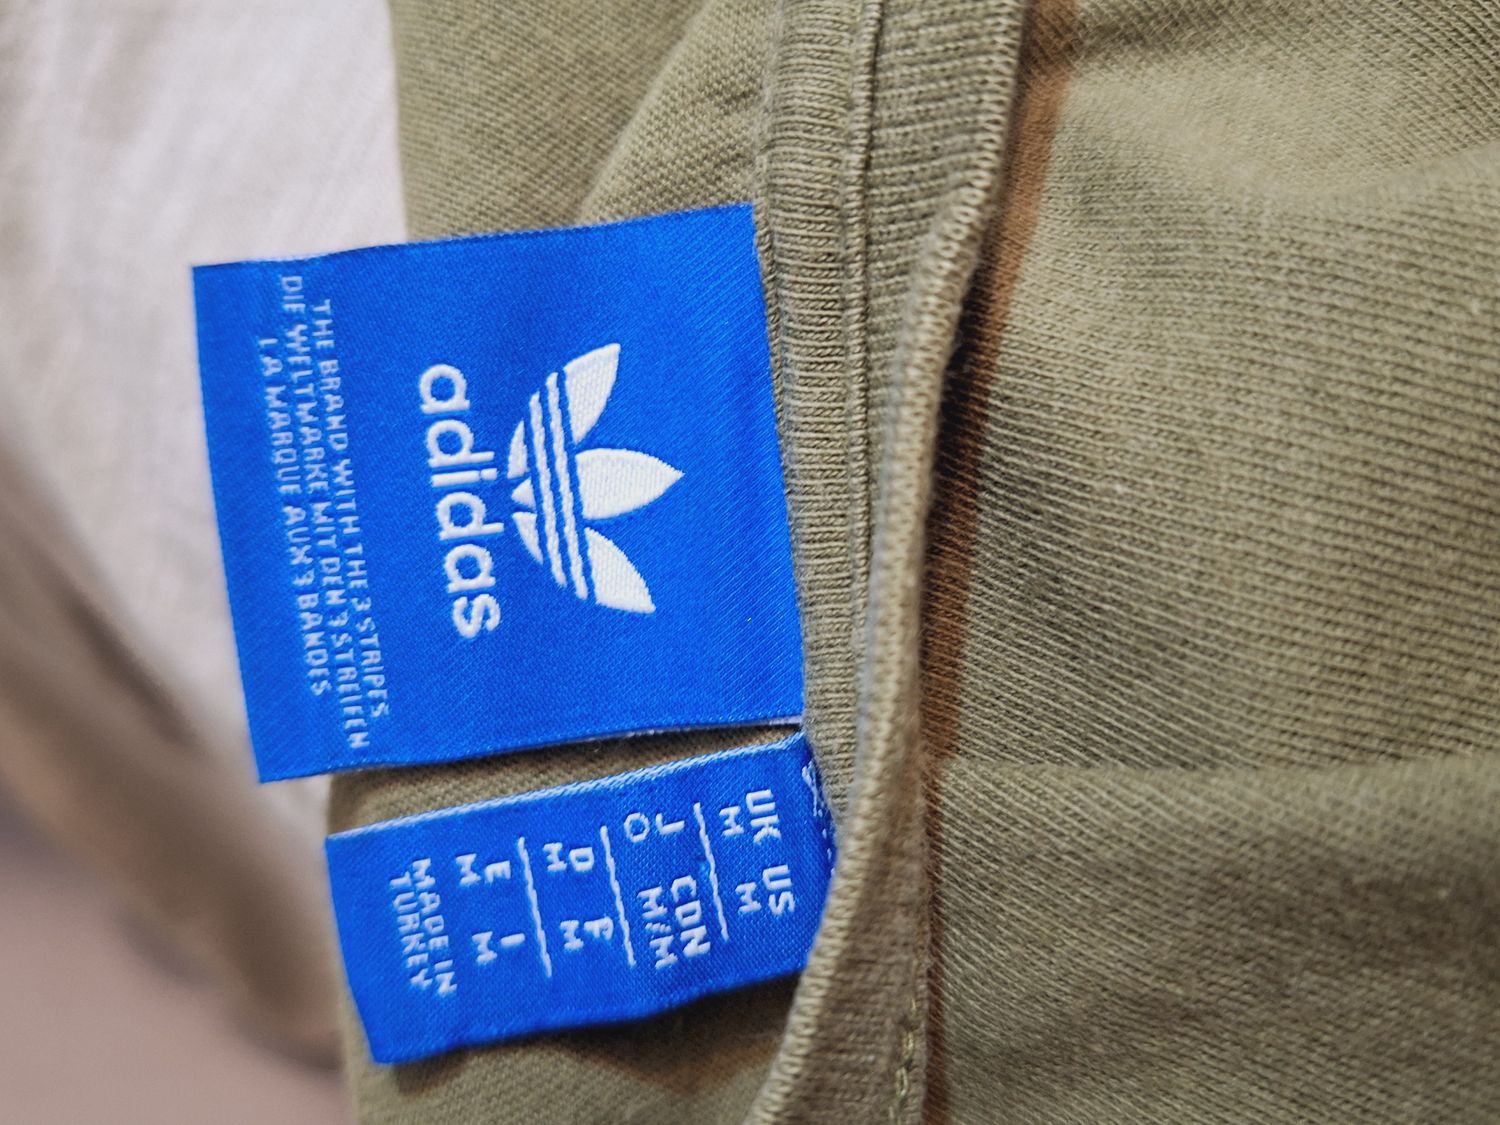 adidas
THE BRAND WITH THE 3 STRIPES
DIE WELTMARKE MIT DEN 3 STREIFEN
LA MARQUE AUX 3 BANDES
UK US
M M
J CDN
O M/M
D F
M M
E I
M M
MADE IN
TURKEY